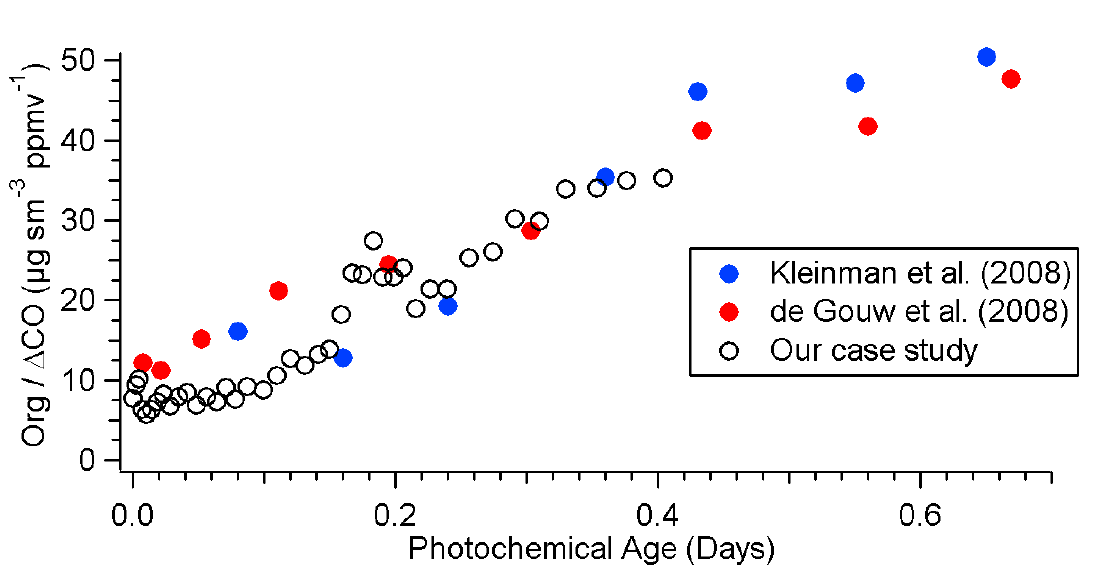 50
40
30
20
10
0
Org / ΔCO (µg sm⁻³ ppmv⁻¹)
Kleinman et al. (2008)
de Gouw et al. (2008)
Our case study
0.0 0.2 0.4 0.6
Photochemical Age (Days)